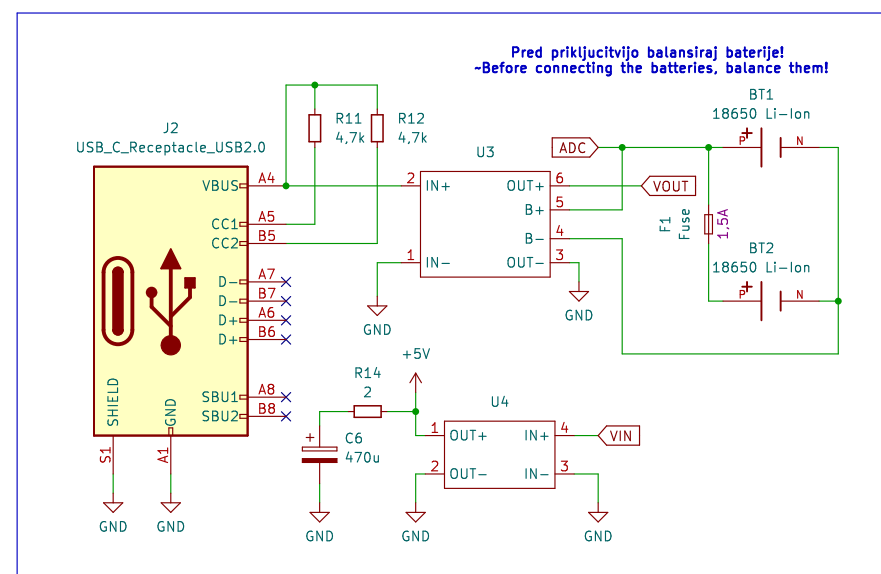 Pred prikljucitvijo balansiraj baterije!
~Before connecting the batteries, balance them!
J2
USB_C_Receptacle_USB2.0
R11
4,7k
R12
4,7k
VBUS
A4
CC1
A5
CC2
B5
D-
A7
D-
B7
D+
A6
D+
B6
SBU1
A8
SBU2
B8
SHIELD
GND
S1
A1
GND
GND
U3
2
IN+
1
IN-
OUT+
6
B+
5
B-
4
OUT-
3
GND
GND
ADC
VOUT
BT1
18650 Li-Ion
P
+
N
F1
Fuse
1,5A
BT2
18650 Li-Ion
P
+
N
+5V
R14
2
C6
470u
+
GND
U4
1
OUT+
2
OUT-
IN+
4
IN-
3
VIN
GND
GND